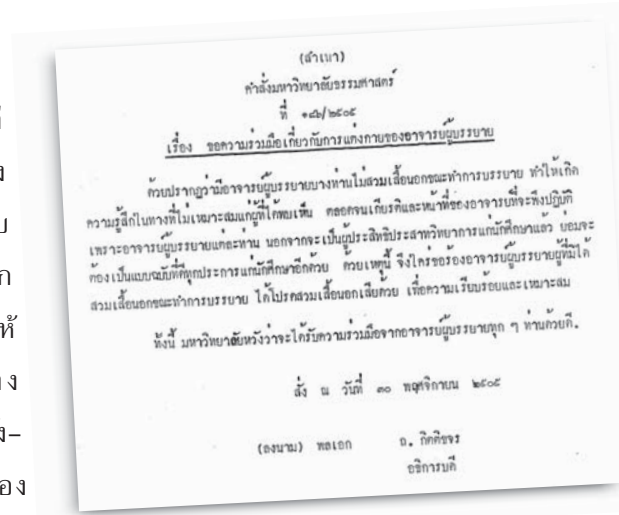 (สำเนา)
คำสั่งมหาวิทยาลัยธรรมศาสตร์
ที่ ๑๘๖/๒๕๐๕
เรื่อง ขอความร่วมมือเกี่ยวกับการแต่งกายของอาจารย์ผู้บรรยาย
ด้วยปรากฏว่ามีอาจารย์ผู้บรรยายบางท่านไม่สวมเสื้อนอกขณะทำการบรรยาย ทำให้เกิด
ความรู้สึกในทางที่ไม่เหมาะสมแก่ผู้ที่ได้พบเห็น ตลอดจนเกียรติและหน้าที่ของอาจารย์ที่จะพึงปฏิบัติ
เพราะอาจารย์ผู้บรรยายแต่ละท่าน นอกจากจะเป็นผู้ประสิทธิประสาทวิทยาการแก่นักศึกษาแล้ว ย่อมจะ
ต้องเป็นแบบฉบับที่ดีทุกประการแก่นักศึกษาอีกด้วย ด้วยเหตุนี้ จึงใคร่ขอร้องอาจารย์ผู้บรรยายผู้ที่มิได้
สวมเสื้อนอกขณะทำการบรรยาย ได้โปรดสวมเสื้อนอกเสียด้วย เพื่อความเรียบร้อยและเหมาะสม
ทั้งนี้ มหาวิทยาลัยหวังว่าจะได้รับความร่วมมือจากอาจารย์ผู้บรรยายทุก ๆ ท่านด้วยดี.
สั่ง ณ วันที่ ๓๐ พฤศจิกายน ๒๕๐๕
(ลงนาม) พลเอก ถ. กิตติขจร
อธิการบดี